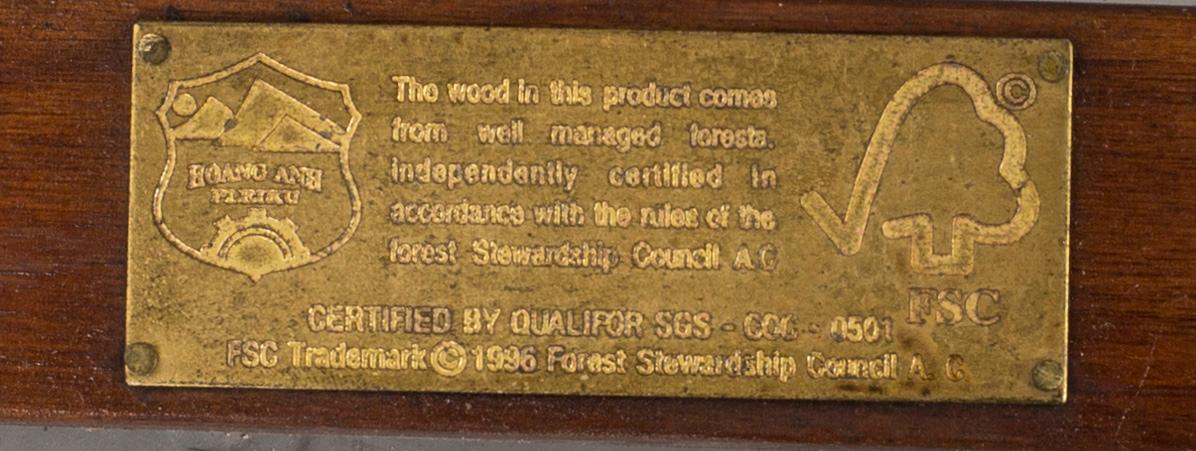 HOANG ANH
PLEIKU
The wood in this product comes
from well managed forests.
independently certified in
accordance with the rules of the
forest Stewardship Council A.C
©
FSC
CERTIFIED BY QUALIFOR SGS - COC - 0501
FSC Trademark © 1996 Forest Stewardship Council A. C.